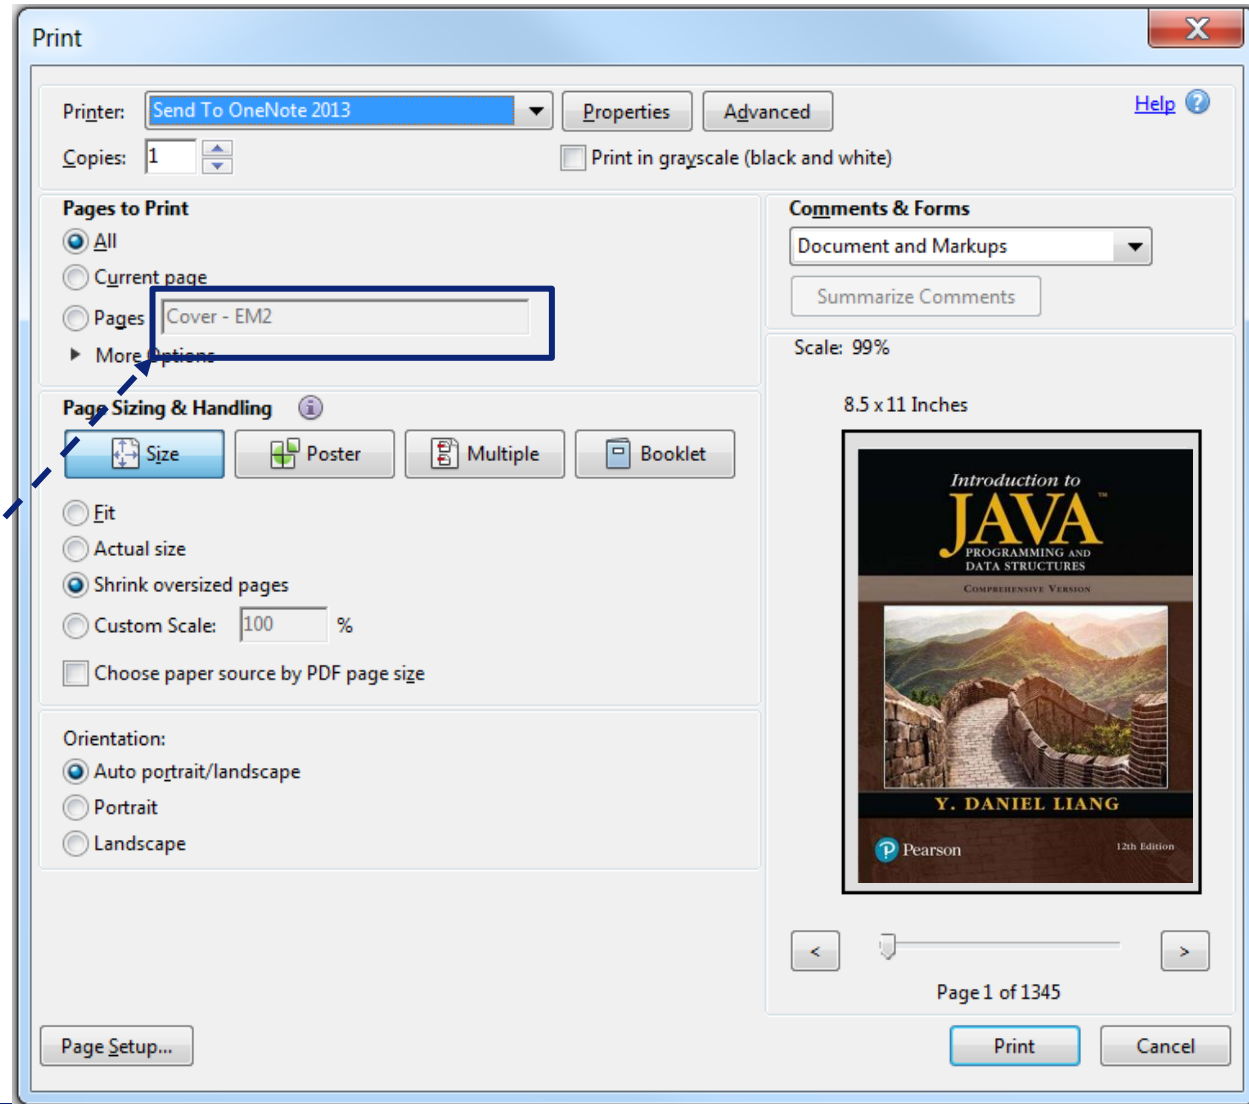 Print
X
Printer: Send To OneNote 2013 Properties Advanced Help ?
Copies: 1 Print in grayscale (black and white)
Pages to Print
All
Current page
Pages Cover - EM2
More Options
Comments & Forms
Document and Markups
Summarize Comments
Page Sizing & Handling i
Size Poster Multiple Booklet
Fit
Actual size
Shrink oversized pages
Custom Scale: 100 %
Choose paper source by PDF page size
Orientation:
Auto portrait/landscape
Portrait
Landscape
Scale: 99%
8.5 x 11 Inches
Introduction to
JAVA™
PROGRAMMING AND
DATA STRUCTURES
COMPREHENSIVE VERSION
Y. DANIEL LIANG
P Pearson 12th Edition
< >
Page 1 of 1345
Page Setup... Print Cancel